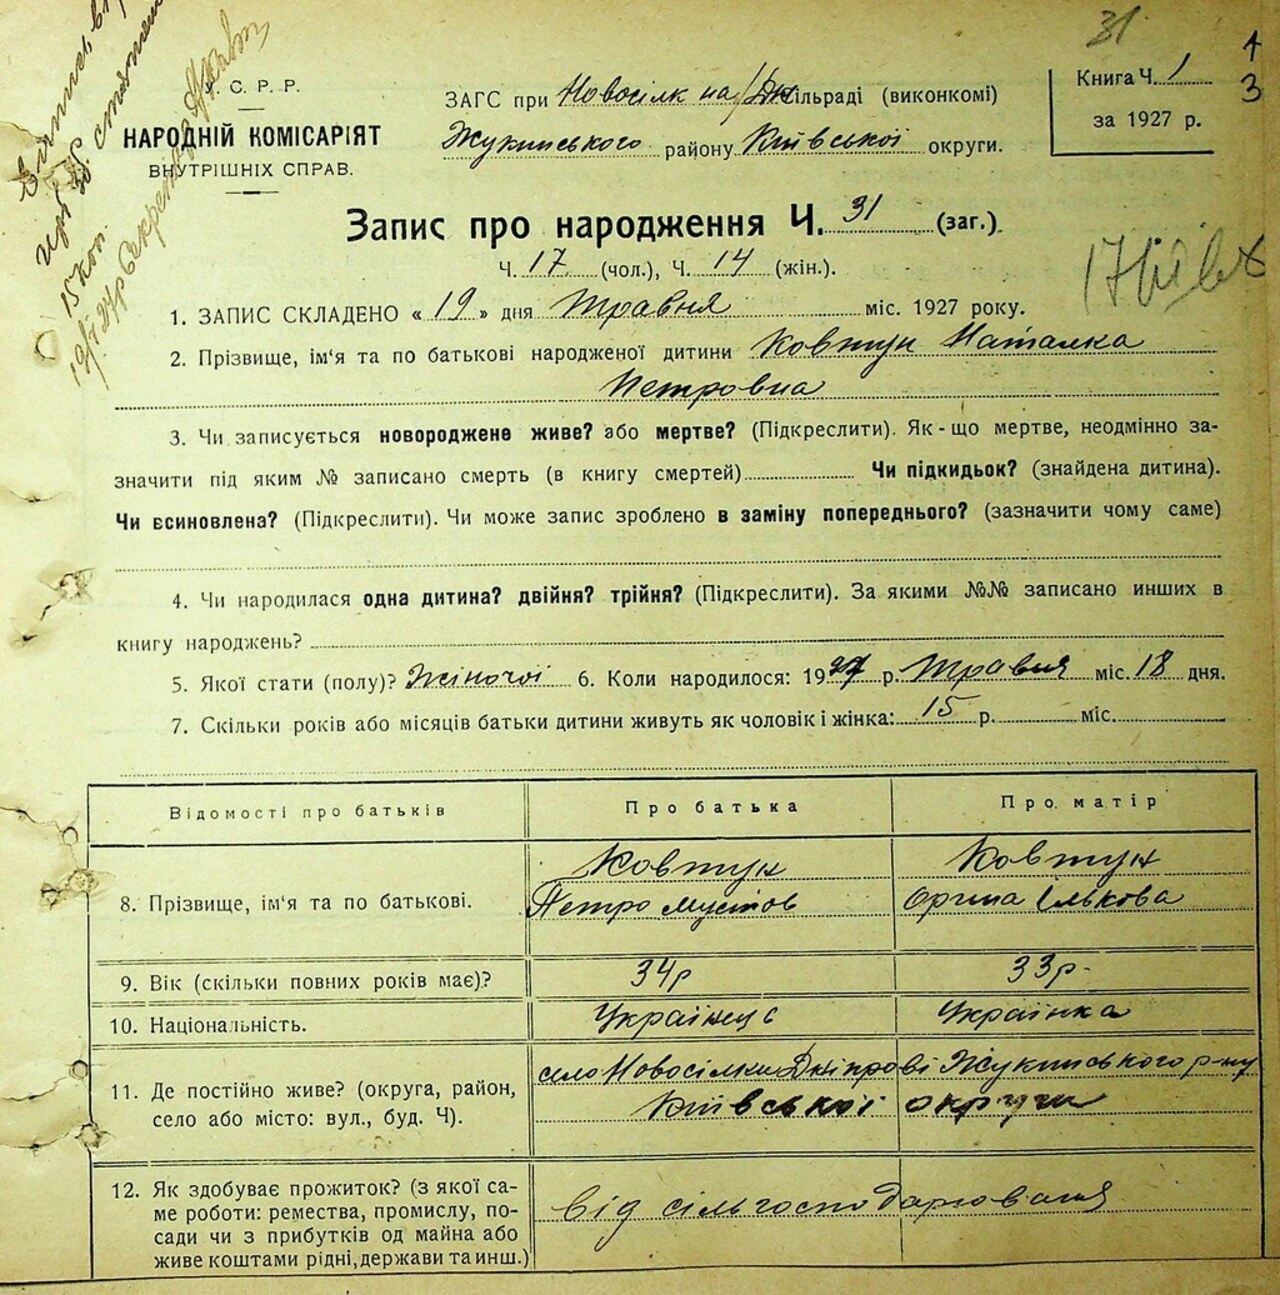 31
1
3
С. Р. Р.
НАРОДНІЙ КОМІСАРІЯТ
ВНУТРІШНІХ СПРАВ.
ЗАГС при Новосілк на/Дн сільраді (виконкомі)
Жукинського району Київської округи.
Книга Ч. 1
за 1927 р.
15 коп.
Запис про народження Ч. 31 (заг.).
Ч. 17 (чол.), Ч. 14 (жін.).
1. ЗАПИС СКЛАДЕНО « 19 » дня травня міс. 1927 року.
2. Прізвище, ім'я та по батькові народженої дитини Ковтун Наталка
Петровна
3. Чи записується новороджене живе? або мертве? (Підкреслити). Як-що мертве, неодмінно за-
значити під яким № записано смерть (в книгу смертей) Чи підкидьок? (знайдена дитина).
Чи всиновлена? (Підкреслити). Чи може запис зроблено в заміну попереднього? (зазначити чому саме)
4. Чи народилася одна дитина? двійня? трійня? (Підкреслити). За якими №№ записано инших в
книгу народжень?
5. Якої стати (полу)? Жіночої 6. Коли народилося: 1927 р. травня міс. 18 дня.
7. Скільки років або місяців батьки дитини живуть як чоловік і жінка: 15 р. міс.
Відомості про батьків Про батька Про матір
8. Прізвище, ім'я та по батькові. Ковтун Ковтун
Петро Орина Ількова
9. Вік (скільки повних років має)? 34р 33р.
10. Національність. Українець Українка
11. Де постійно живе? (округа, район,
село або місто: вул., буд. Ч).
село Новосілки Дніпрові Жукинського р-ну
Київської округи
12. Як здобуває прожиток? (з якої са-
ме роботи: ремества, промислу, по-
сади чи з прибутків од майна або
живе коштами рідні, держави та инш.)
від сільгосподарювання